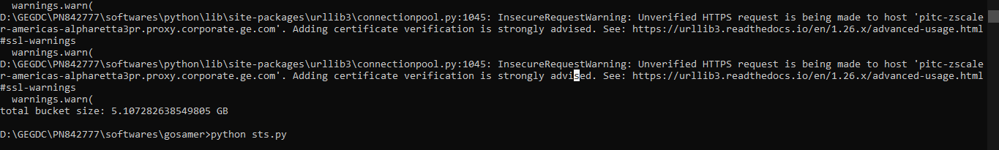 warnings.warn(
D:\GEGDC\PN842777\softwares\python\lib\site-packages\urllib3\connectionpool.py:1045: InsecureRequestWarning: Unverified HTTPS request is being made to host 'pitc-zscale
r-americas-alpharetta3pr.proxy.corporate.ge.com'. Adding certificate verification is strongly advised. See: https://urllib3.readthedocs.io/en/1.26.x/advanced-usage.html
#ssl-warnings
warnings.warn(
D:\GEGDC\PN842777\softwares\python\lib\site-packages\urllib3\connectionpool.py:1045: InsecureRequestWarning: Unverified HTTPS request is being made to host 'pitc-zscale
r-americas-alpharetta3pr.proxy.corporate.ge.com'. Adding certificate verification is strongly advised. See: https://urllib3.readthedocs.io/en/1.26.x/advanced-usage.html
#ssl-warnings
warnings.warn(
total bucket size: 5.107282638549805 GB
D:\GEGDC\PN842777\softwares\gosamer>python sts.py